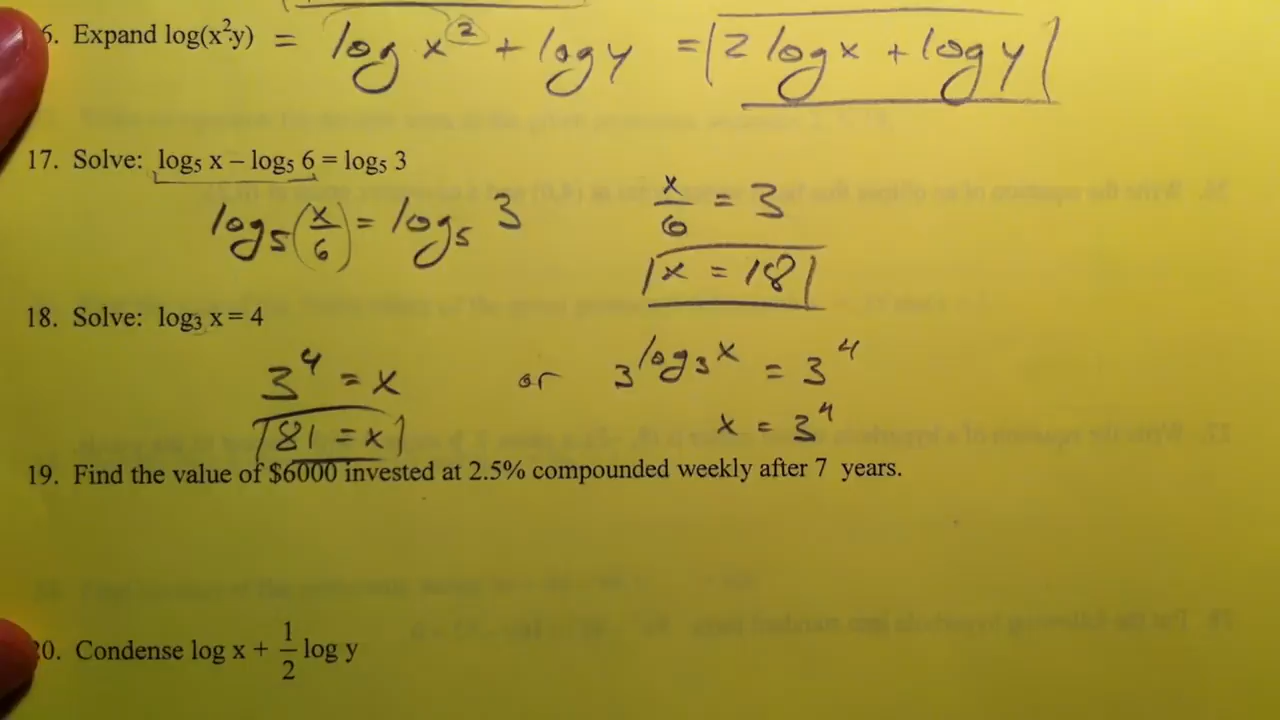 6. Expand log(x²y) = log x² + log y = 2 log x + log y
17. Solve: log₅ x – log₅ 6 = log₅ 3
log₅(x/6) = log₅ 3
x/6 = 3
x = 18
18. Solve: log₃ x = 4
3⁴ = x or 3^(log₃ x) = 3⁴
81 = x
x = 3⁴
19. Find the value of $6000 invested at 2.5% compounded weekly after 7 years.
20. Condense log x + 1/2 log y